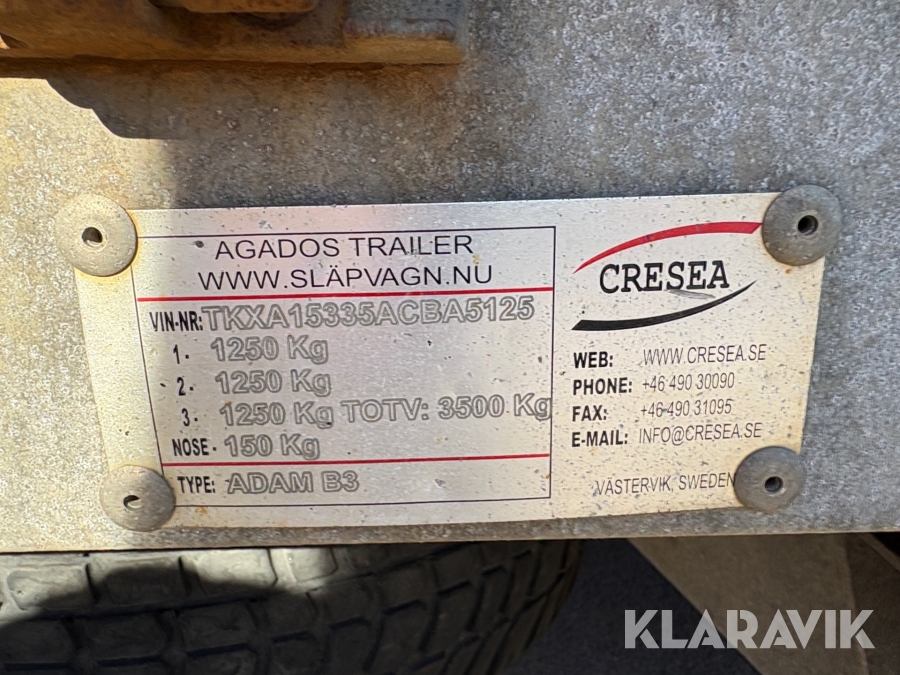 AGADOS TRAILER
WWW.SLÄPVAGN.NU
VIN-NR: TKXA15335ACBA5125
1. 1250 Kg
2. 1250 Kg
3. 1250 Kg TOTV: 3500 Kg
NOSE. 150 Kg
TYPE: ADAM B3
CRESEA
WEB: WWW.CRESEA.SE
PHONE: +46 490 30090
FAX: +46 490 31095
E-MAIL: INFO@CRESEA.SE
VÄSTERVIK, SWEDEN
KLARAVIK